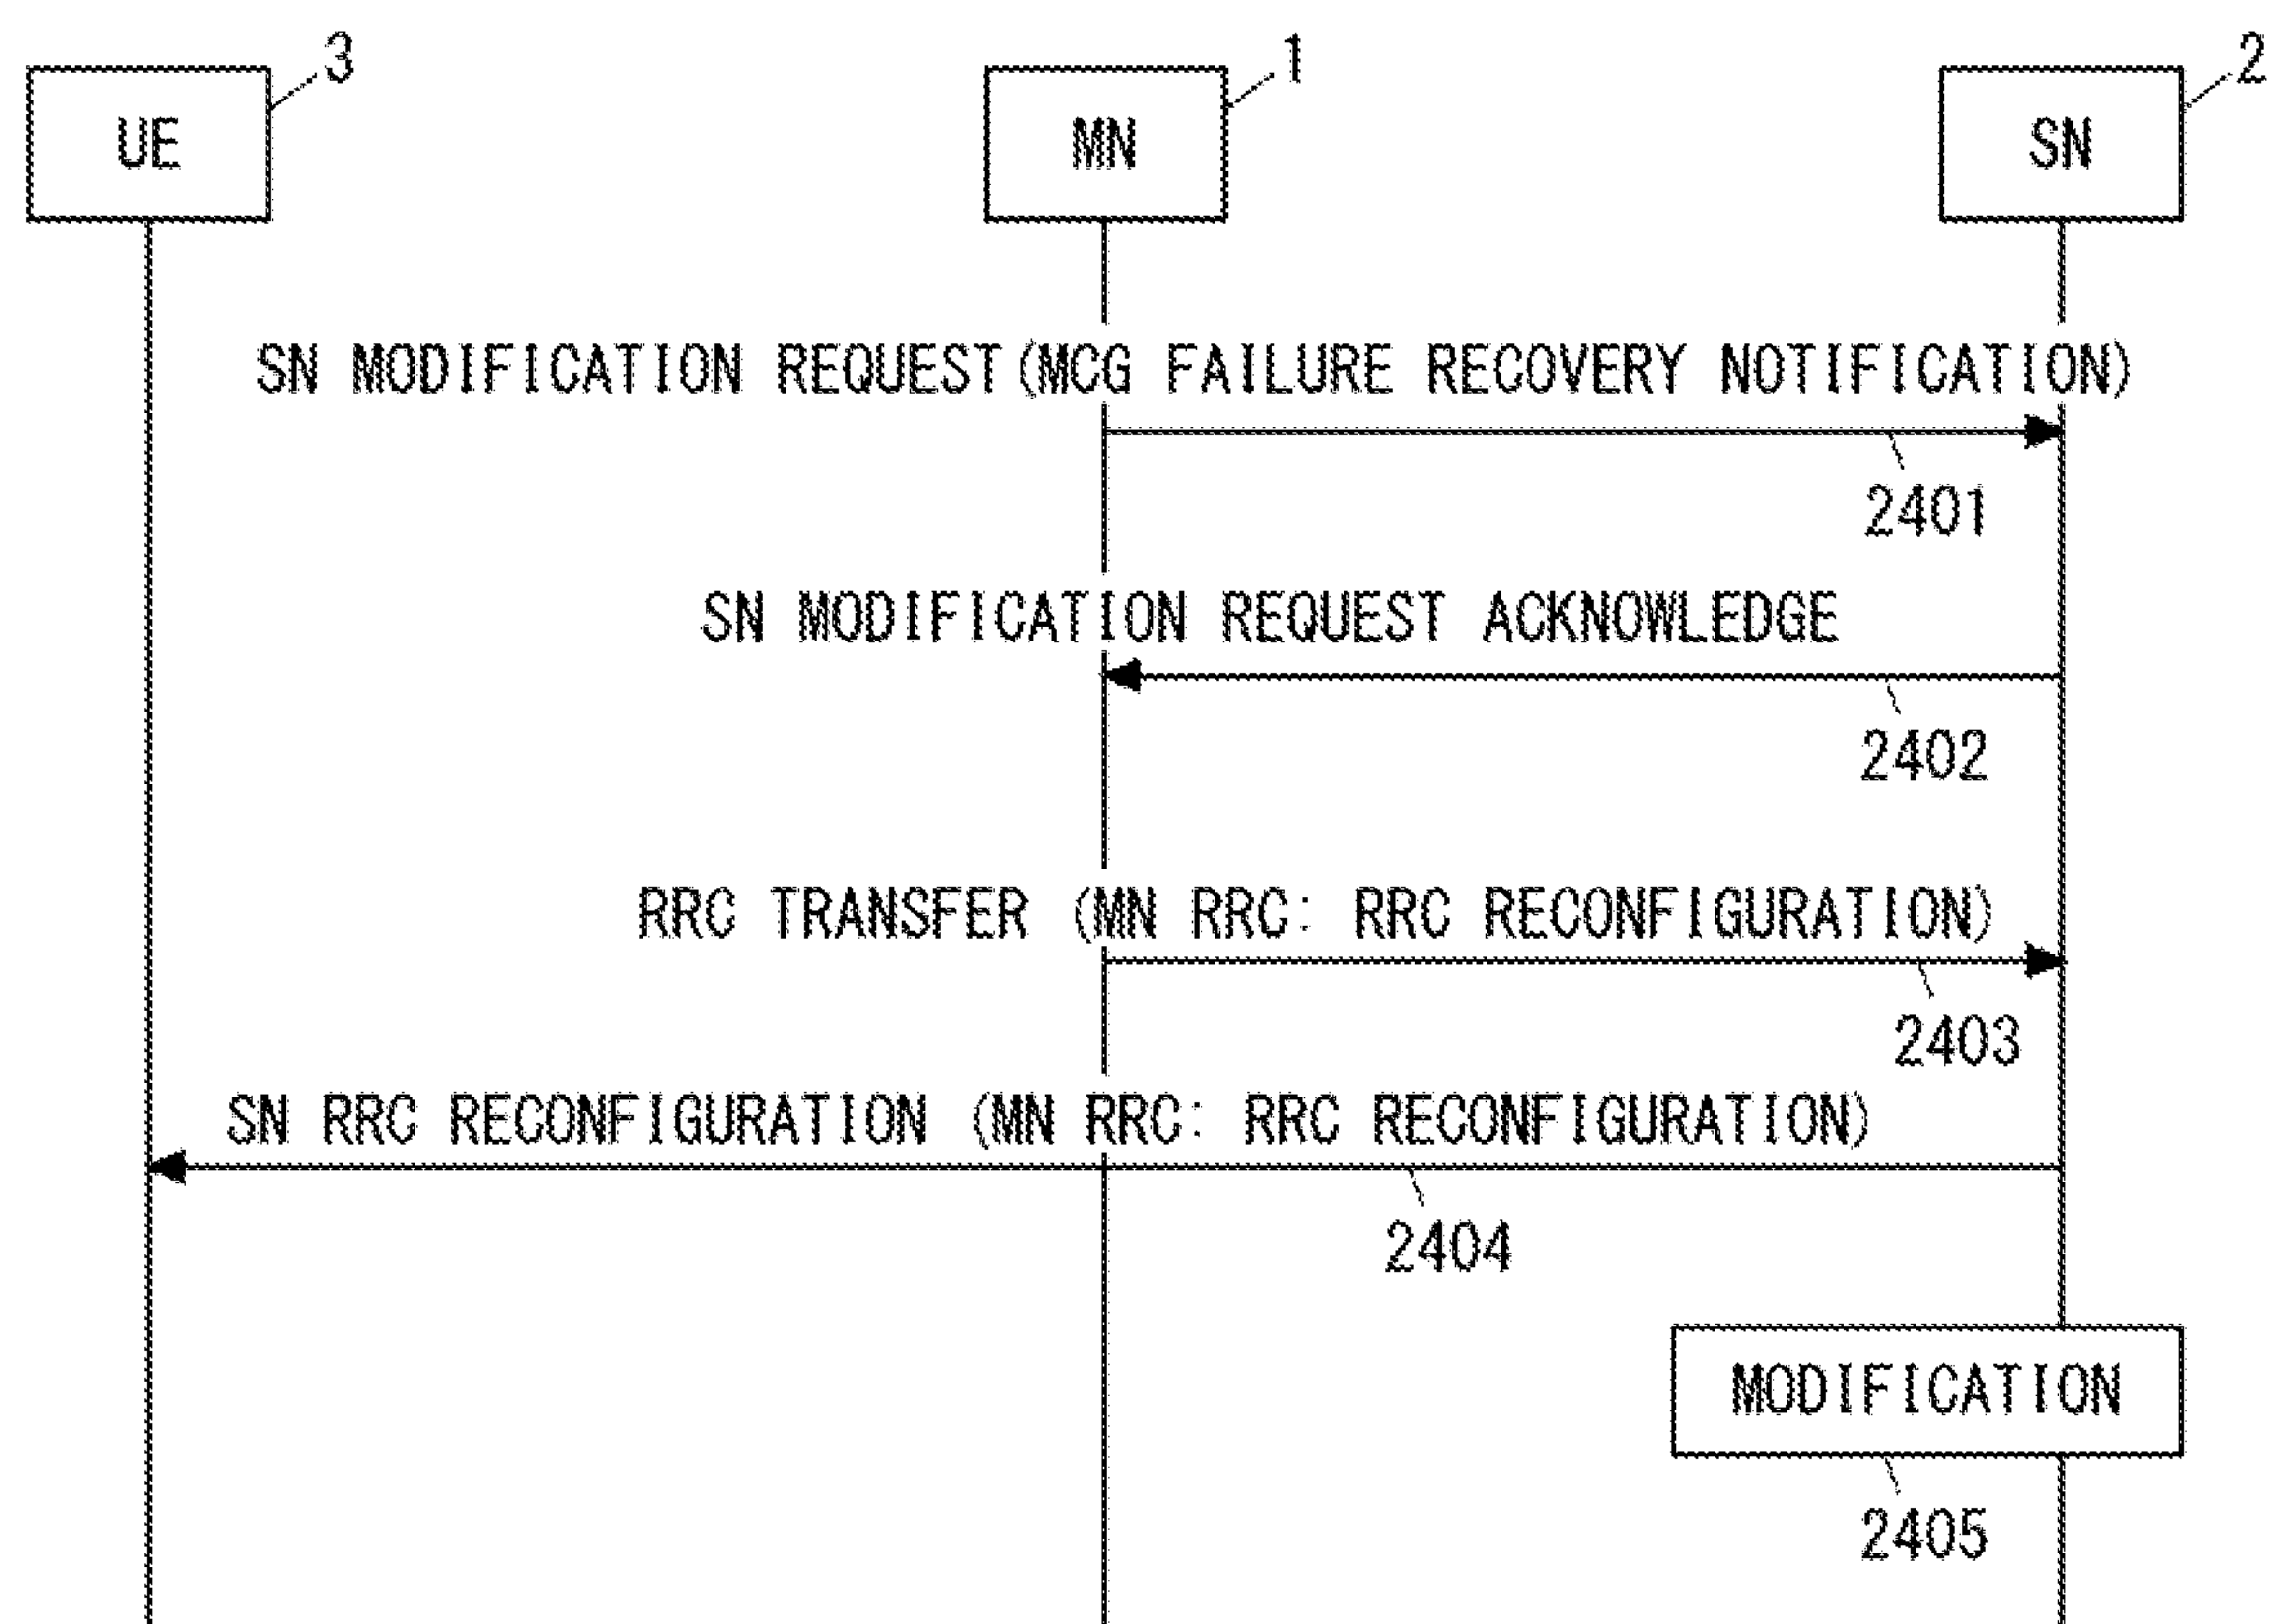 3
1
2
UE
MN
SN
SN MODIFICATION REQUEST(MCG FAILURE RECOVERY NOTIFICATION)
2401
SN MODIFICATION REQUEST ACKNOWLEDGE
2402
RRC TRANSFER (MN RRC: RRC RECONFIGURATION)
2403
SN RRC RECONFIGURATION (MN RRC: RRC RECONFIGURATION)
2404
MODIFICATION
2405